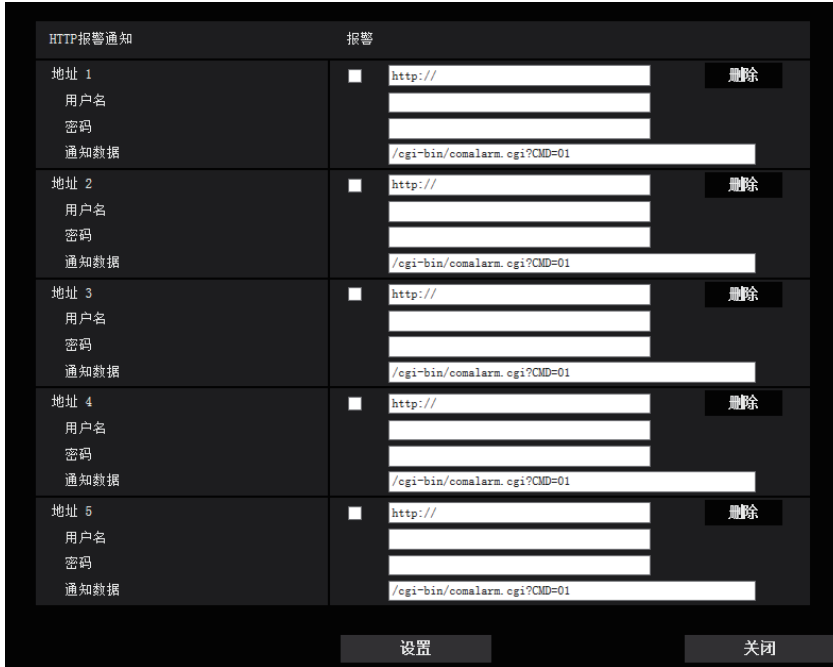 HTTP报警通知 报警
地址 1 http:// 删除
用户名
密码
通知数据 /cgi-bin/comalarm.cgi?CMD=01
地址 2 http:// 删除
用户名
密码
通知数据 /cgi-bin/comalarm.cgi?CMD=01
地址 3 http:// 删除
用户名
密码
通知数据 /cgi-bin/comalarm.cgi?CMD=01
地址 4 http:// 删除
用户名
密码
通知数据 /cgi-bin/comalarm.cgi?CMD=01
地址 5 http:// 删除
用户名
密码
通知数据 /cgi-bin/comalarm.cgi?CMD=01
设置 关闭